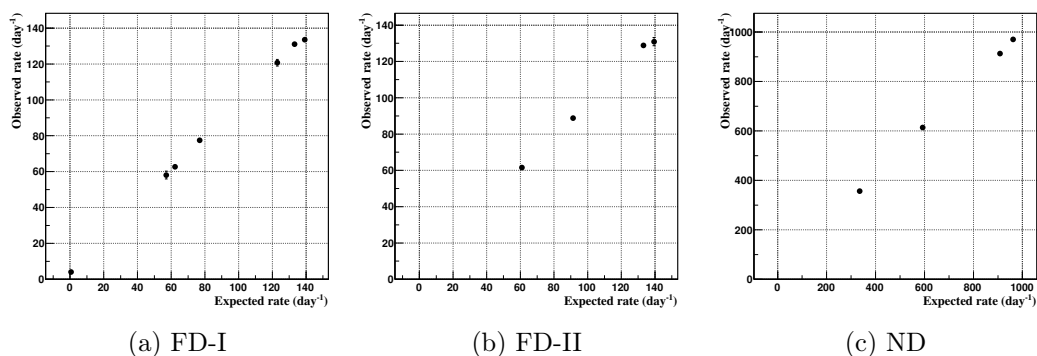 Observed rate (day⁻¹)
140
120
100
80
60
40
20
0
0 20 40 60 80 100 120 140
Expected rate (day⁻¹)
(a) FD-I
Observed rate (day⁻¹)
140
120
100
80
60
40
20
0
0 20 40 60 80 100 120 140
Expected rate (day⁻¹)
(b) FD-II
Observed rate (day⁻¹)
1000
800
600
400
200
0
0 200 400 600 800 1000
Expected rate (day⁻¹)
(c) ND